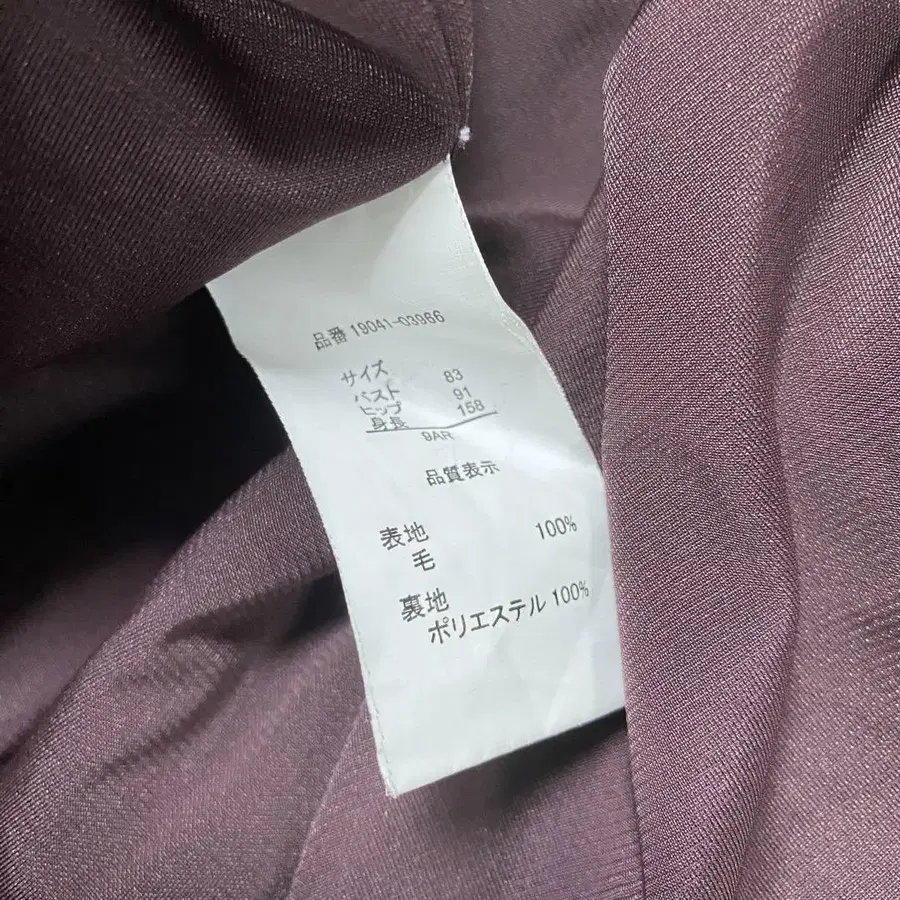 品番 19041-03966
サイズ
バスト 83
ヒップ 91
身長 158
9AR
品質表示
表地 100%
毛
裏地
ポリエステル 100%